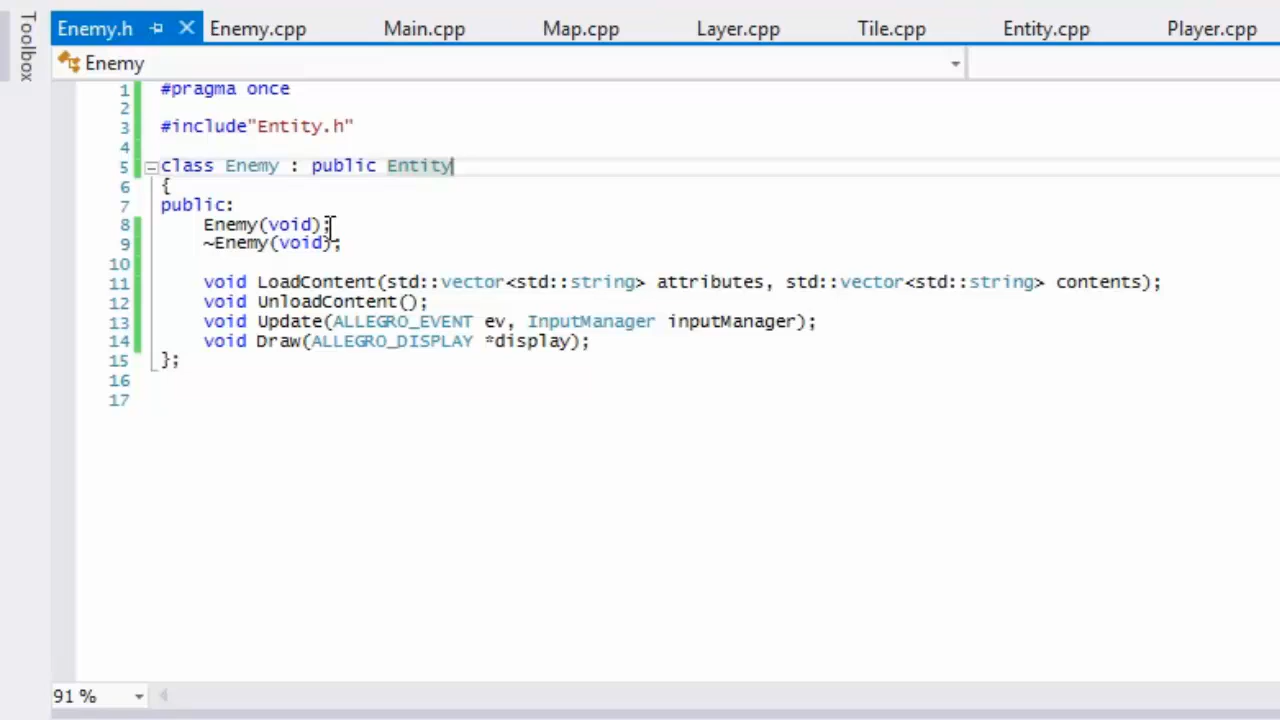 Toolbox
Enemy.h Enemy.cpp Main.cpp Map.cpp Layer.cpp Tile.cpp Entity.cpp Player.cpp
Enemy
1 #pragma once
2
3 #include"Entity.h"
4
5 class Enemy : public Entity
6 {
7 public:
8 Enemy(void);
9 ~Enemy(void);
10
11 void LoadContent(std::vector<std::string> attributes, std::vector<std::string> contents);
12 void UnloadContent();
13 void Update(ALLEGRO_EVENT ev, InputManager inputManager);
14 void Draw(ALLEGRO_DISPLAY *display);
15 };
16
17
91 %